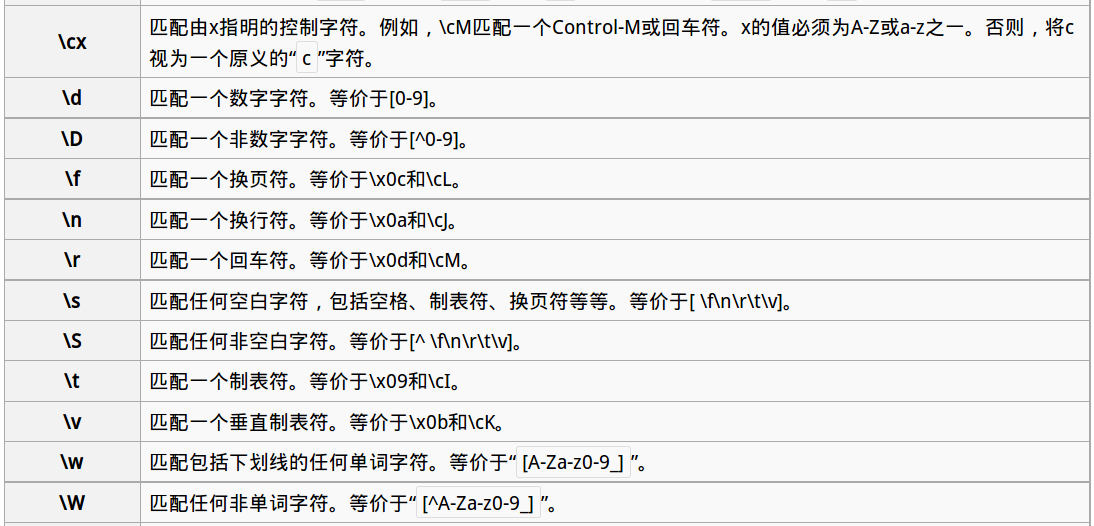 \cx 匹配由x指明的控制字符。例如，\cM匹配一个Control-M或回车符。x的值必须为A-Z或a-z之一。否则，将c
视为一个原义的“c”字符。
\d 匹配一个数字字符。等价于[0-9]。
\D 匹配一个非数字字符。等价于[^0-9]。
\f 匹配一个换页符。等价于\x0c和\cL。
\n 匹配一个换行符。等价于\x0a和\cJ。
\r 匹配一个回车符。等价于\x0d和\cM。
\s 匹配任何空白字符，包括空格、制表符、换页符等等。等价于[ \f\n\r\t\v]。
\S 匹配任何非空白字符。等价于[^ \f\n\r\t\v]。
\t 匹配一个制表符。等价于\x09和\cI。
\v 匹配一个垂直制表符。等价于\x0b和\cK。
\w 匹配包括下划线的任何单词字符。等价于“[A-Za-z0-9_]”。
\W 匹配任何非单词字符。等价于“[^A-Za-z0-9_]”。